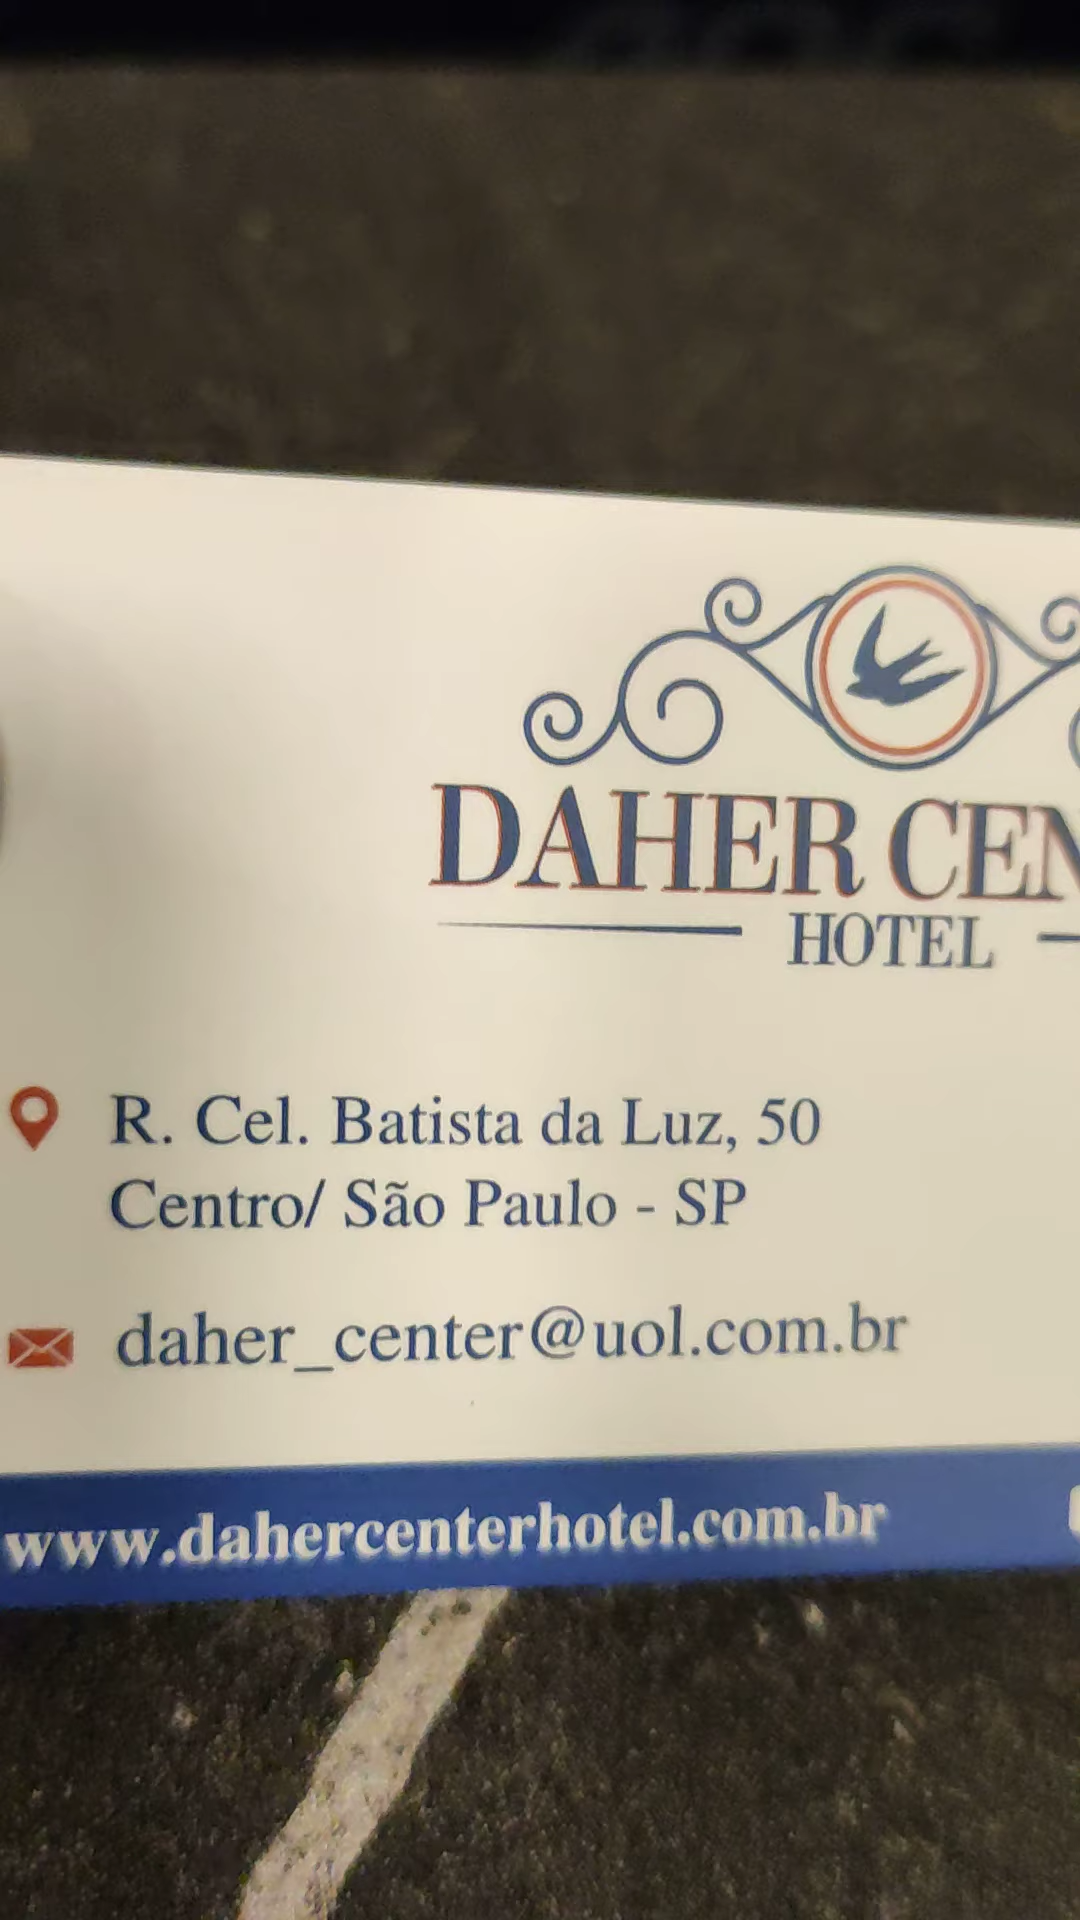 DAHER CEN
HOTEL
R. Cel. Batista da Luz, 50
Centro/ São Paulo - SP
daher_center@uol.com.br
www.dahercenterhotel.com.br